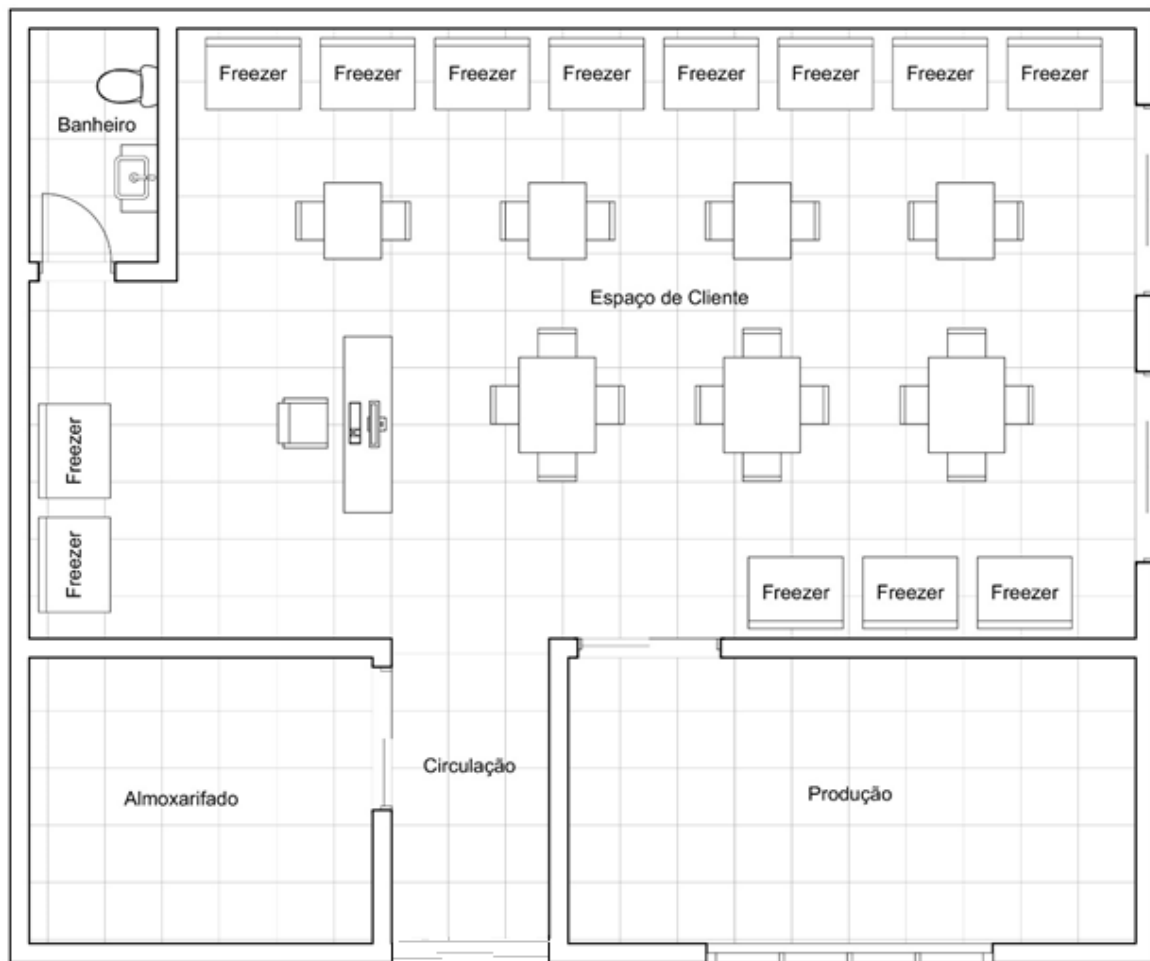 Freezer Freezer Freezer Freezer Freezer Freezer Freezer Freezer
Banheiro
Espaço de Cliente
Freezer
Freezer
Freezer Freezer Freezer
Circulação
Almoxarifado
Produção